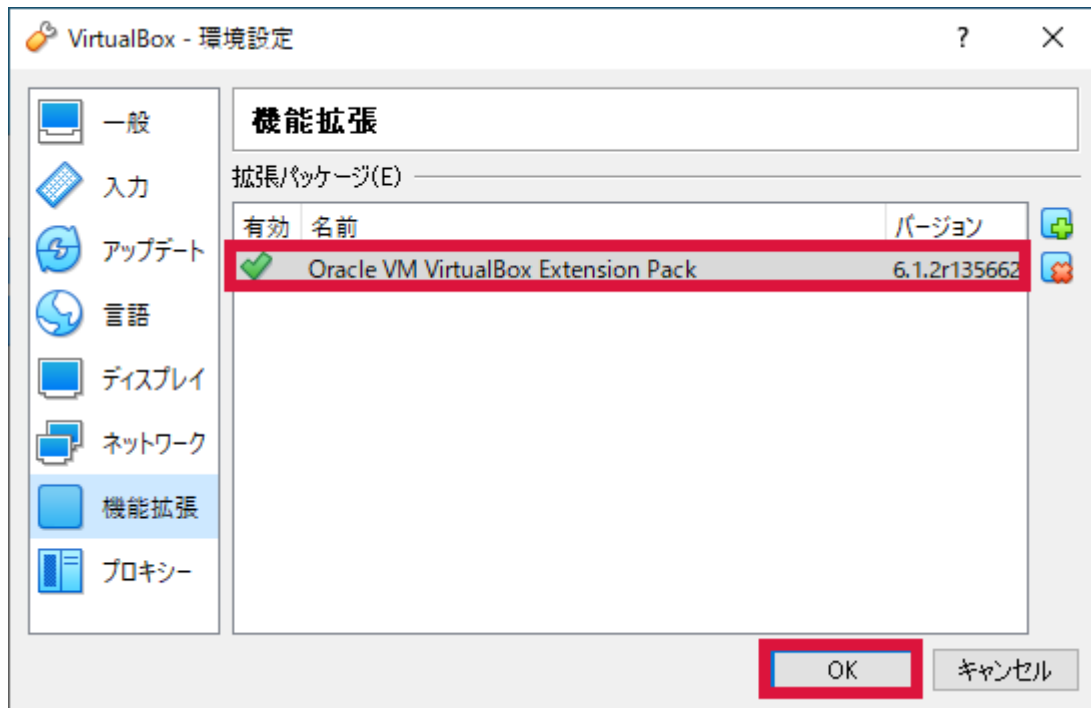 VirtualBox - 環境設定
?
一般
入力
アップデート
言語
ディスプレイ
ネットワーク
機能拡張
プロキシー
機能拡張
拡張パッケージ(E)
有効 名前 バージョン
Oracle VM VirtualBox Extension Pack 6.1.2r135662
OK キャンセル